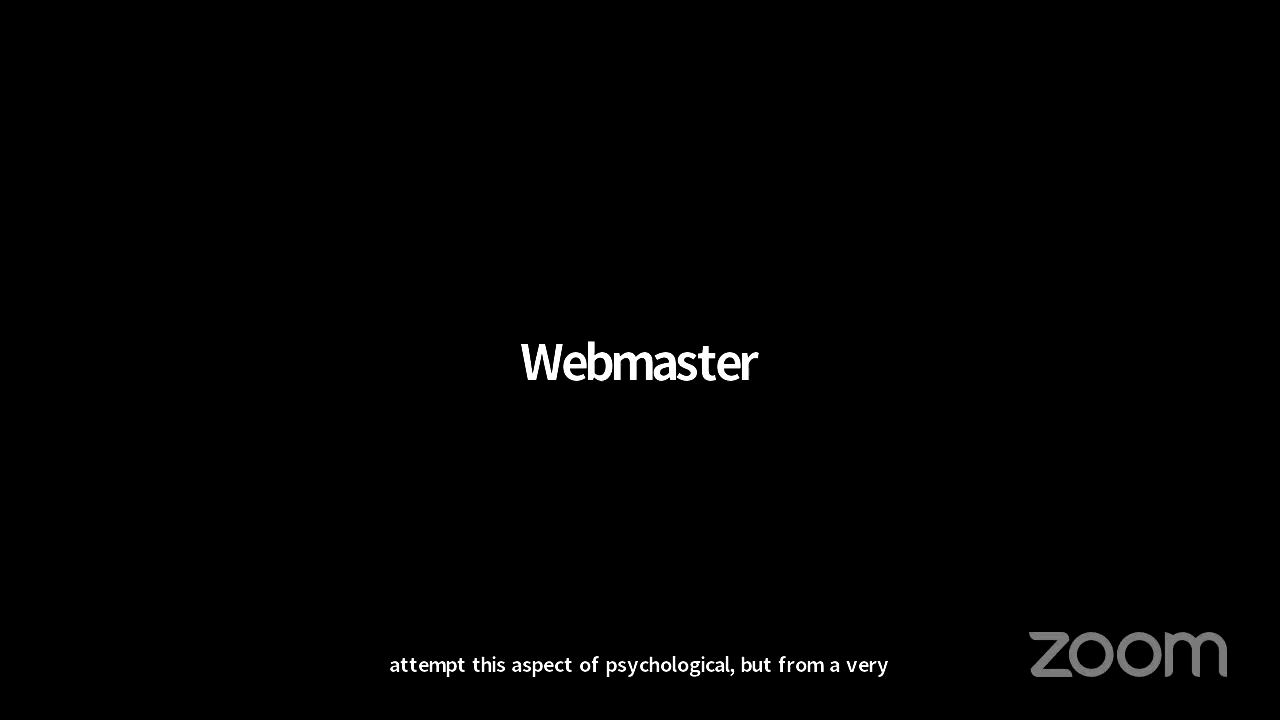 Webmaster
attempt this aspect of psychological, but from a very
zoom